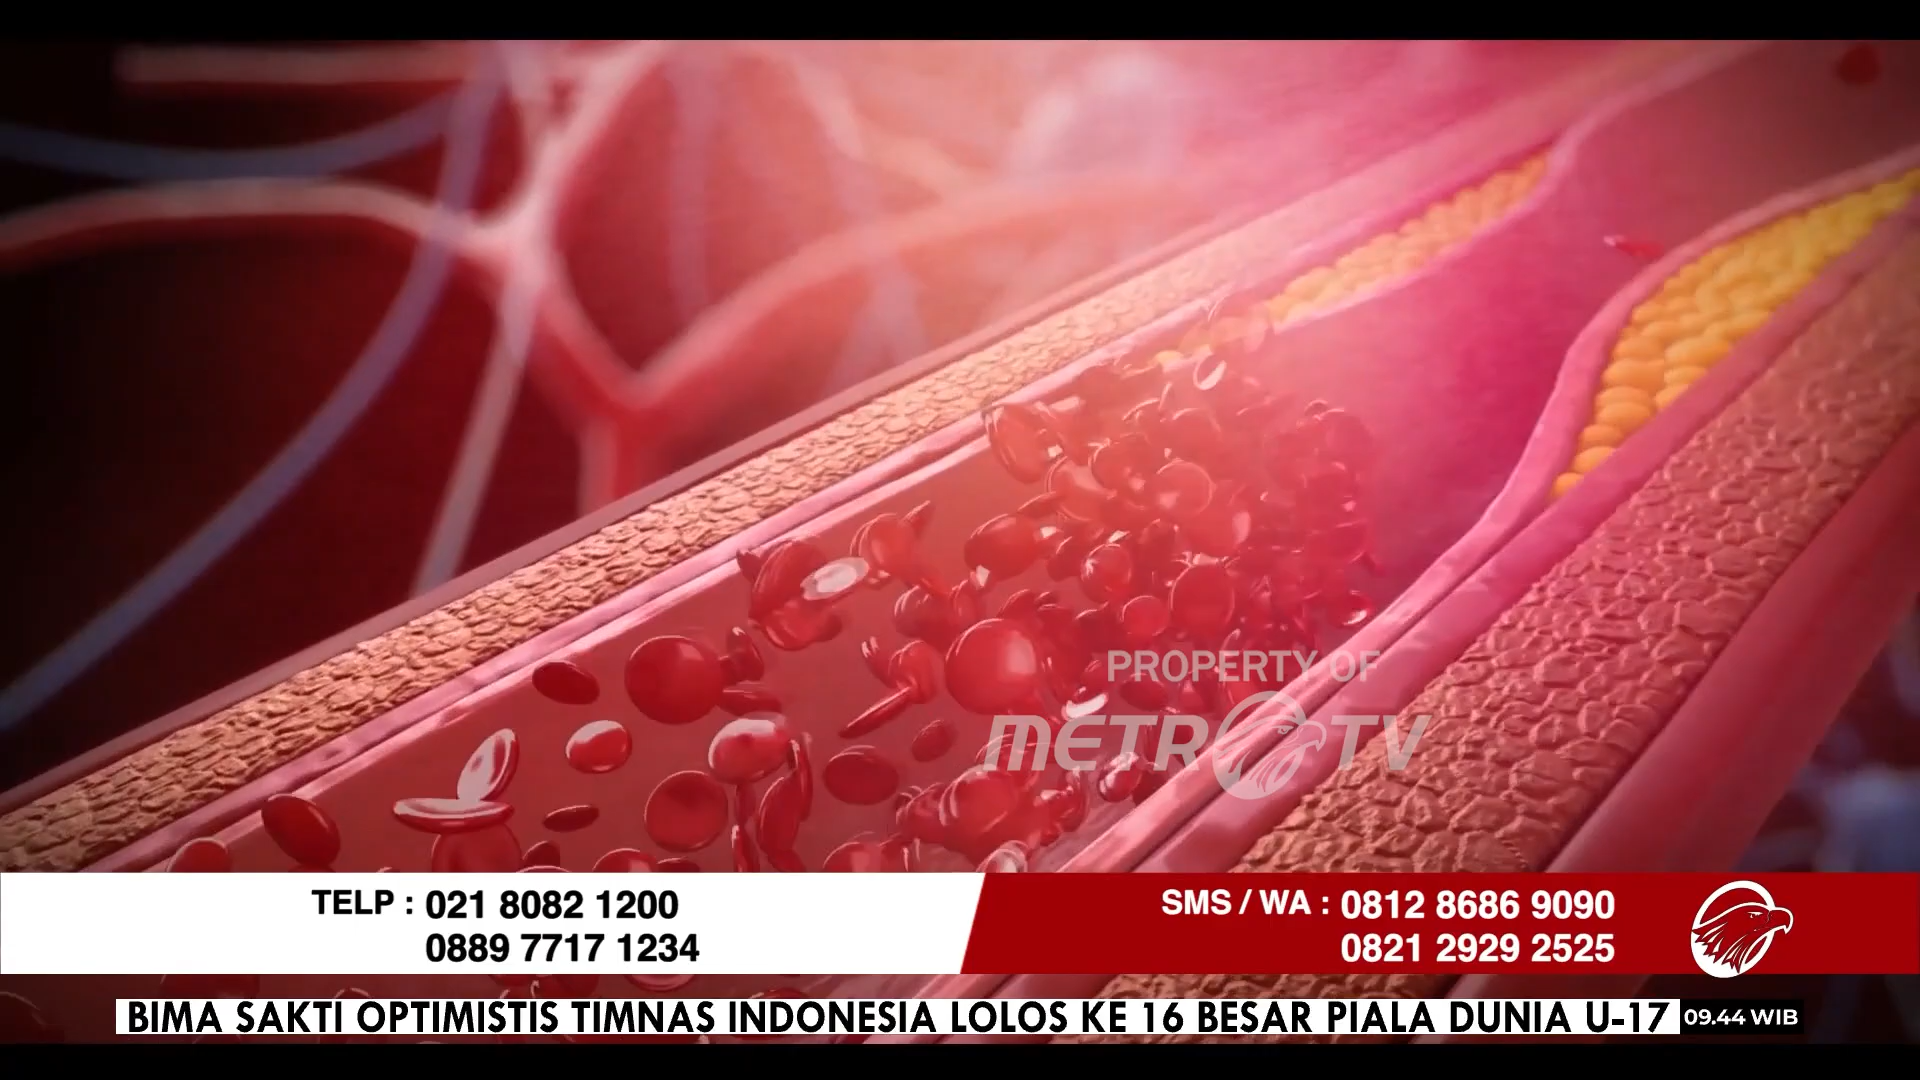 PROPERTY OF
METRO TV
TELP : 021 8082 1200
0889 7717 1234
SMS / WA : 0812 8686 9090
0821 2929 2525
BIMA SAKTI OPTIMISTIS TIMNAS INDONESIA LOLOS KE 16 BESAR PIALA DUNIA U-17
09.44 WIB